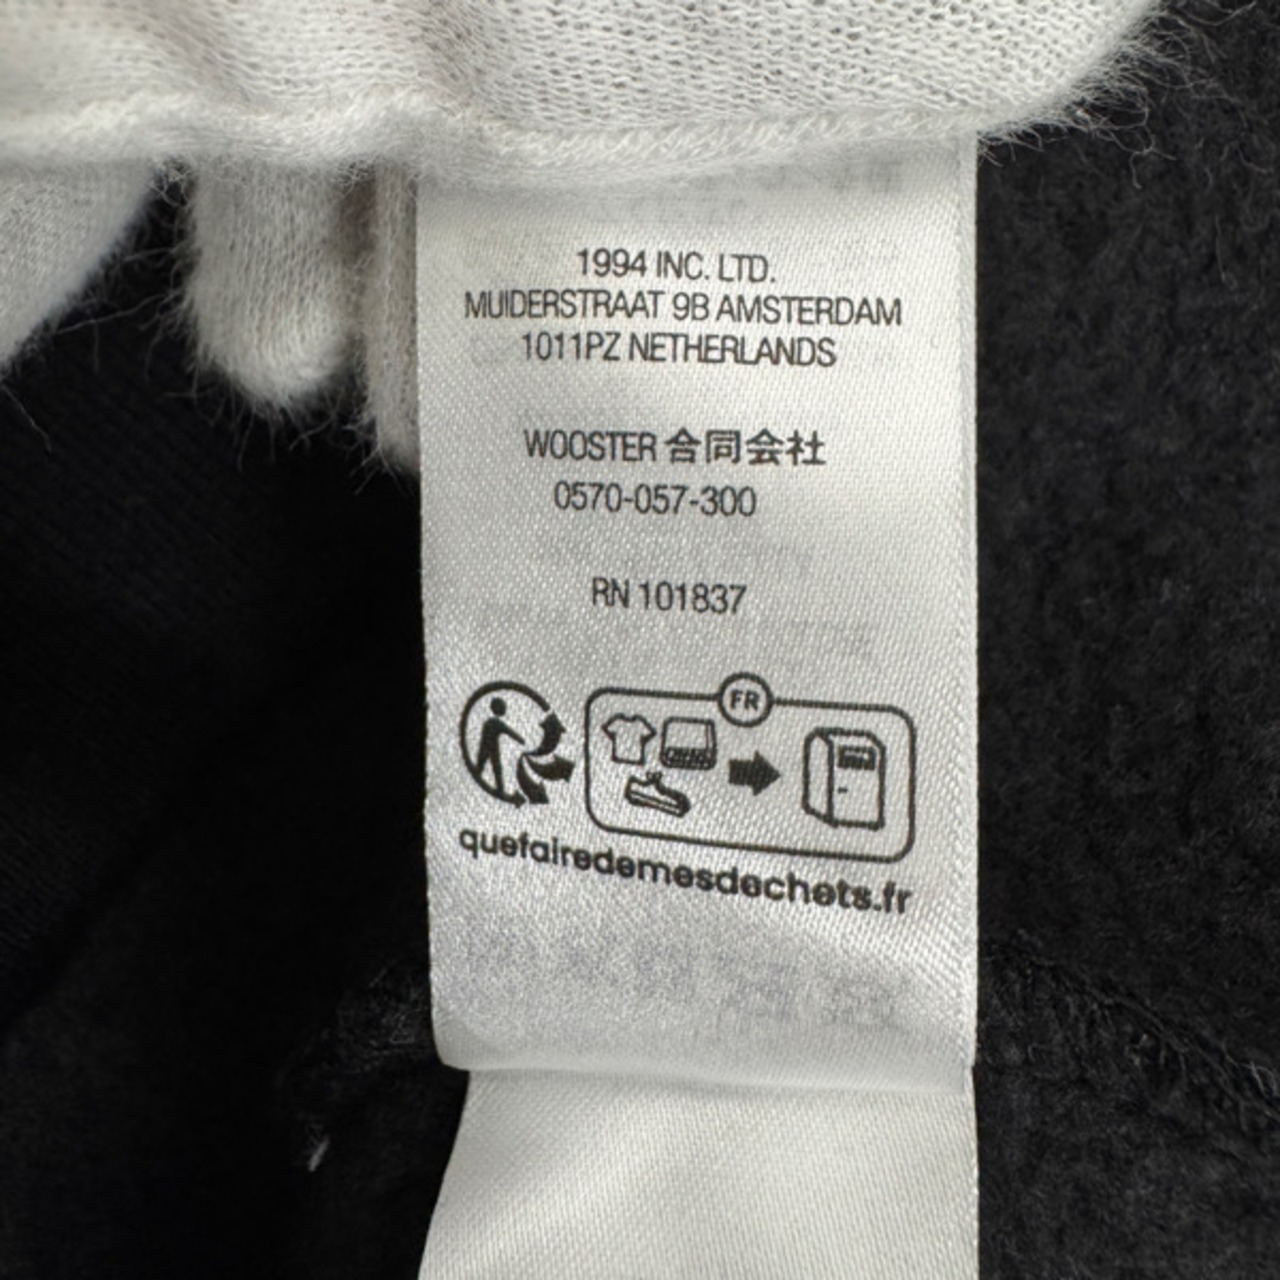 1994 INC. LTD.
MUIDERSTRAAT 9B AMSTERDAM
1011PZ NETHERLANDS
WOOSTER 合同会社
0570-057-300
RN 101837
FR
quefairedemesdechets.fr